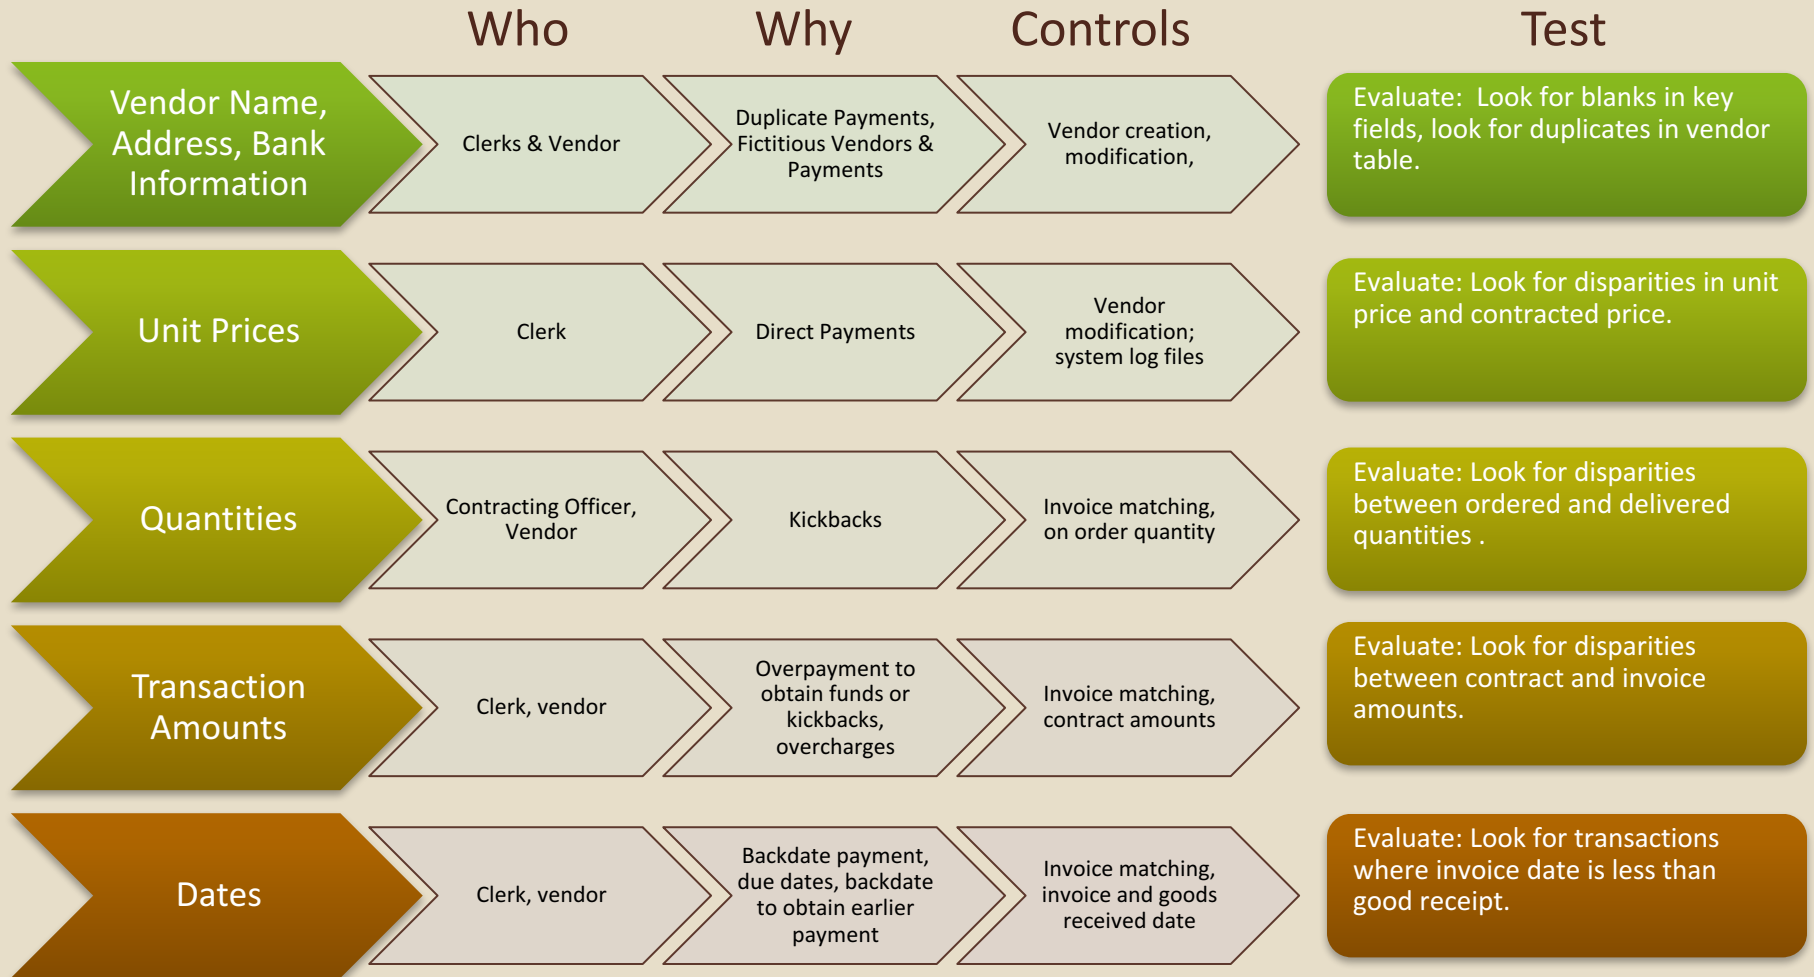 Who
Why
Controls
Test
Vendor Name,
Address, Bank
Information
Clerks & Vendor
Duplicate Payments,
Fictitious Vendors &
Payments
Vendor creation,
modification,
Evaluate:  Look for blanks in key
fields, look for duplicates in vendor
table.
Unit Prices
Clerk
Direct Payments
Vendor
modification;
system log files
Evaluate: Look for disparities in unit
price and contracted price.
Quantities
Contracting Officer,
Vendor
Kickbacks
Invoice matching,
on order quantity
Evaluate: Look for disparities
between ordered and delivered
quantities .
Transaction
Amounts
Clerk, vendor
Overpayment to
obtain funds or
kickbacks,
overcharges
Invoice matching,
contract amounts
Evaluate: Look for disparities
between contract and invoice
amounts.
Dates
Clerk, vendor
Backdate payment,
due dates, backdate
to obtain earlier
payment
Invoice matching,
invoice and goods
received date
Evaluate: Look for transactions
where invoice date is less than
good receipt.